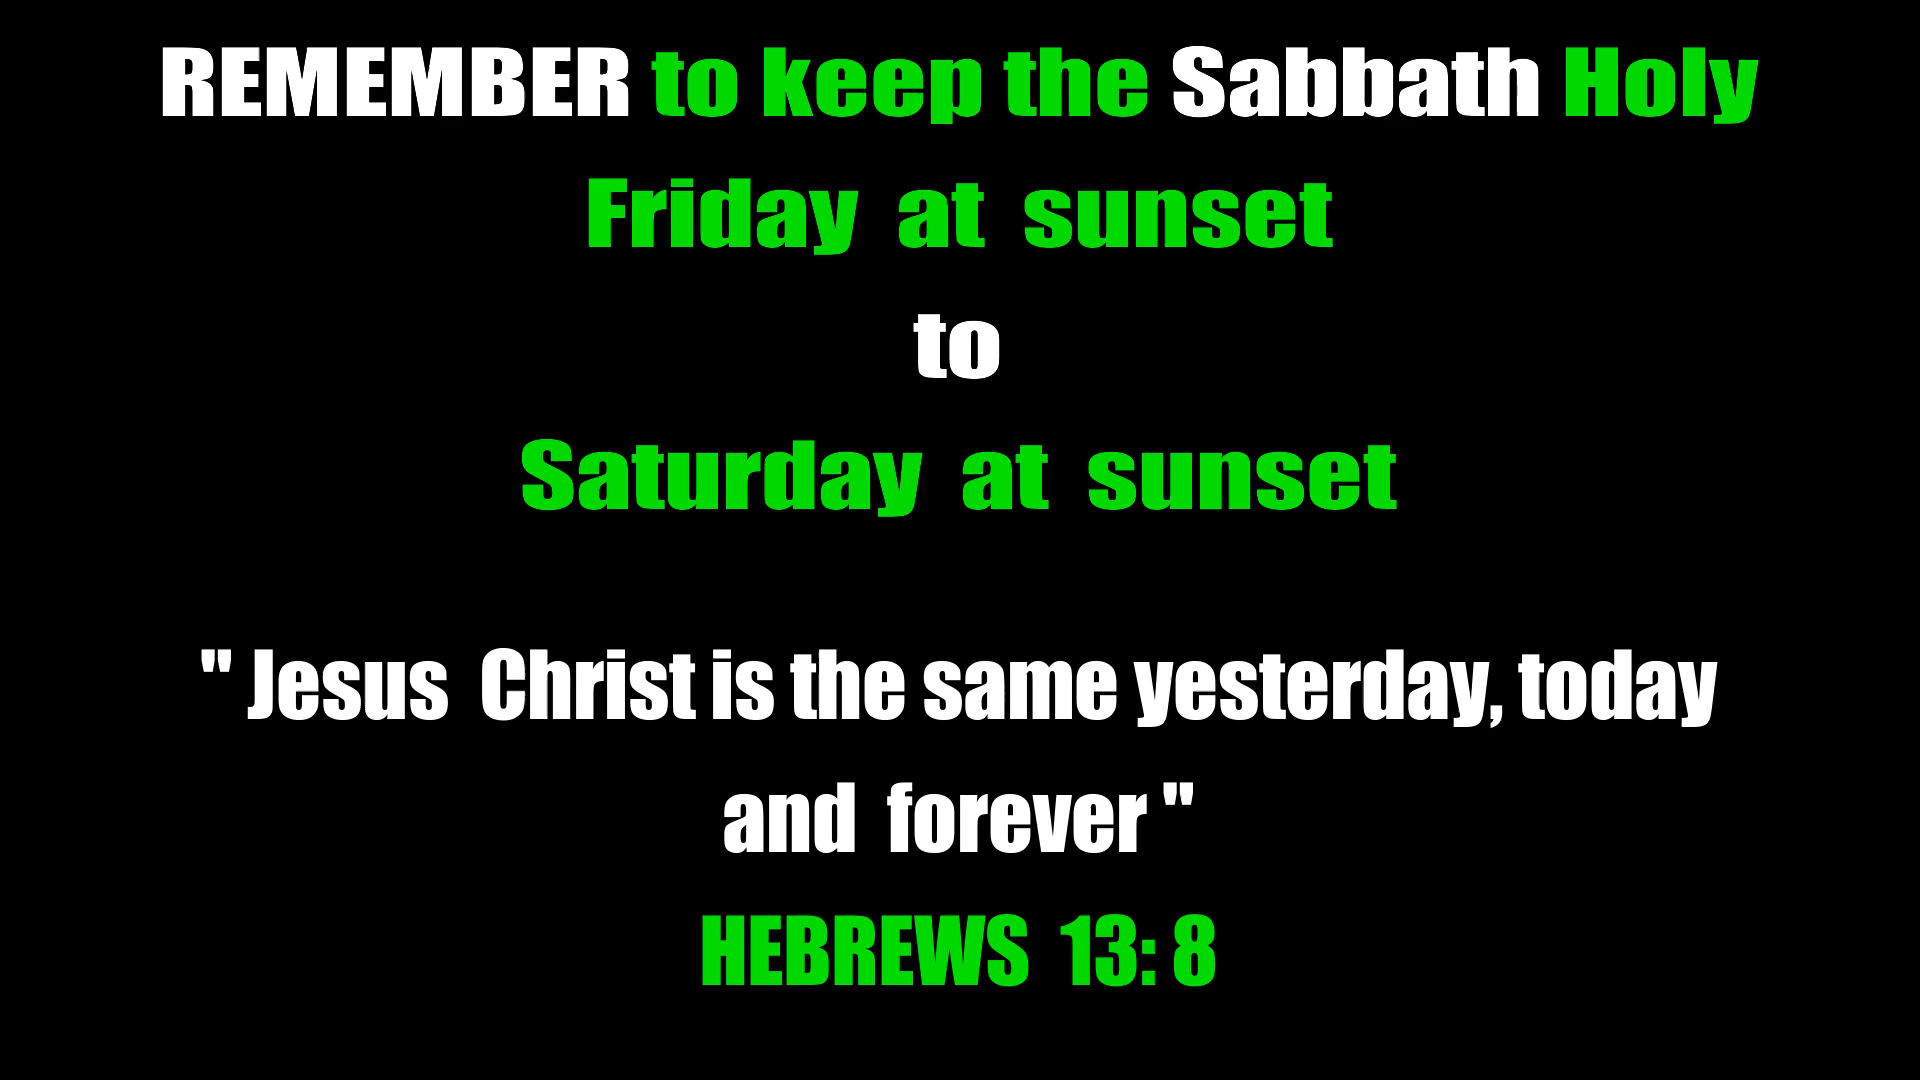 REMEMBER to keep the Sabbath Holy
Friday at sunset
to
Saturday at sunset
" Jesus Christ is the same yesterday, today
and forever "
HEBREWS 13: 8